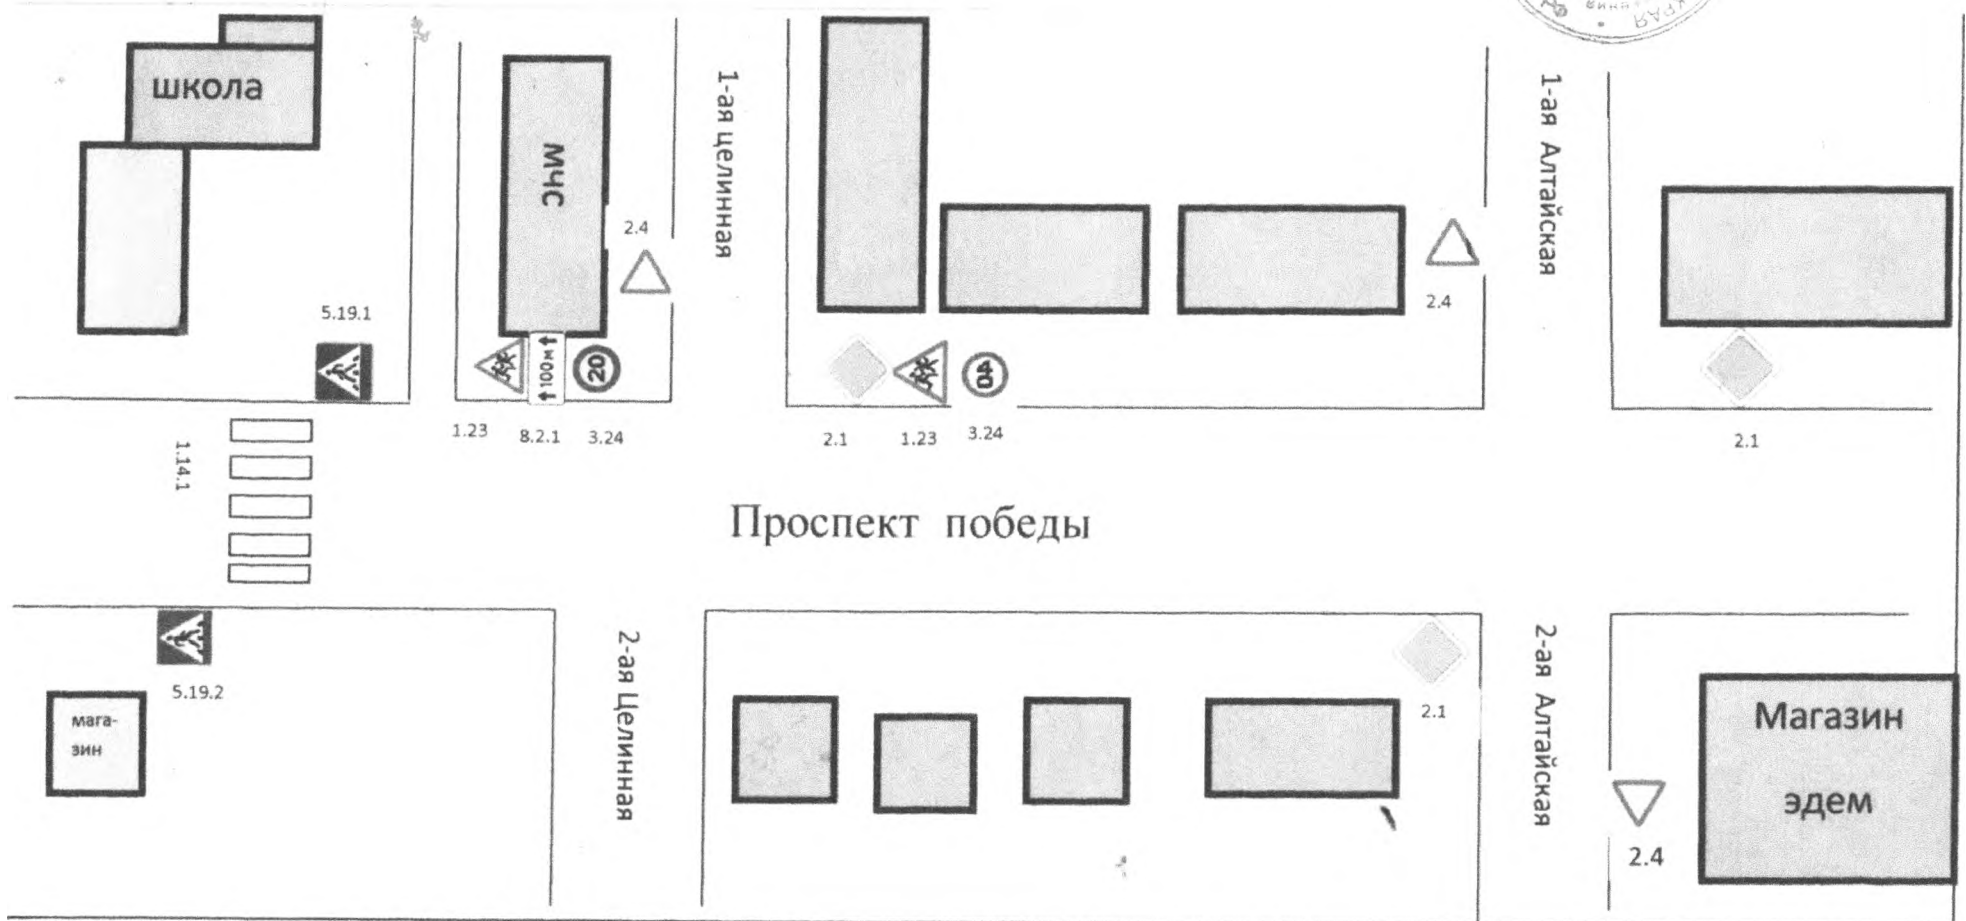 школа
МЧС
1-ая целинная
1-ая Алтайская
2.4
2.4
5.19.1
100м
20
40
1.23
8.2.1
3.24
2.1
1.23
3.24
2.1
1.14.1
Проспект победы
5.19.2
мага-
зин
2-ая Целинная
2.1
2-ая Алтайская
2.4
Магазин
эдем